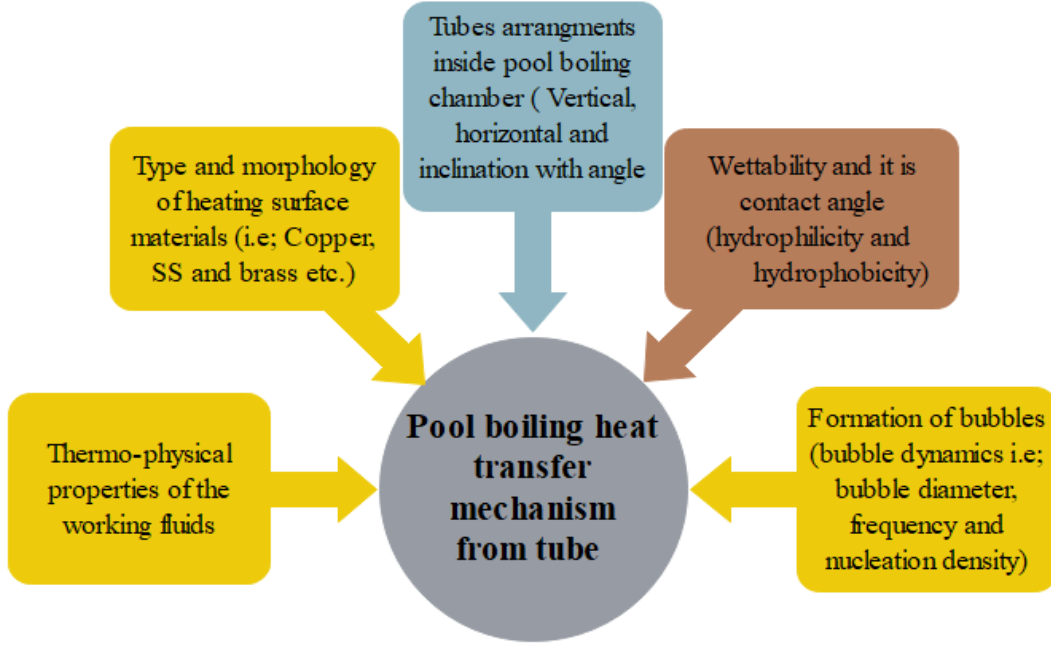 Tubes arrangments
inside pool boiling
chamber ( Vertical,
horizontal and
inclination with angle
Type and morphology
of heating surface
materials (i.e; Copper,
SS and brass etc.)
Wettability and it is
contact angle
(hydrophilicity and
hydrophobicity)
Thermo-physical
properties of the
working fluids
Pool boiling heat
transfer
mechanism
from tube
Formation of bubbles
(bubble dynamics i.e;
bubble diameter,
frequency and
nucleation density)